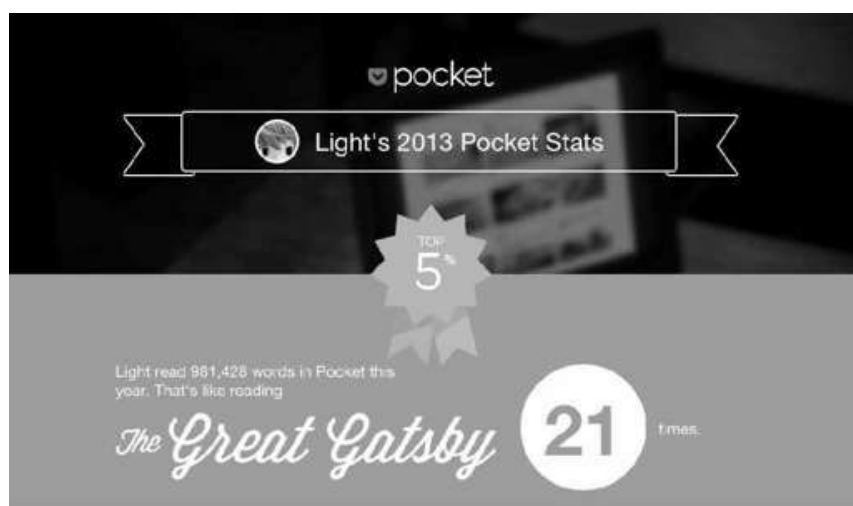 pocket
Light's 2013 Pocket Stats
TOP
5%
Light read 981,428 words in Pocket this
year. That's like reading
The Great Gatsby 21 times.